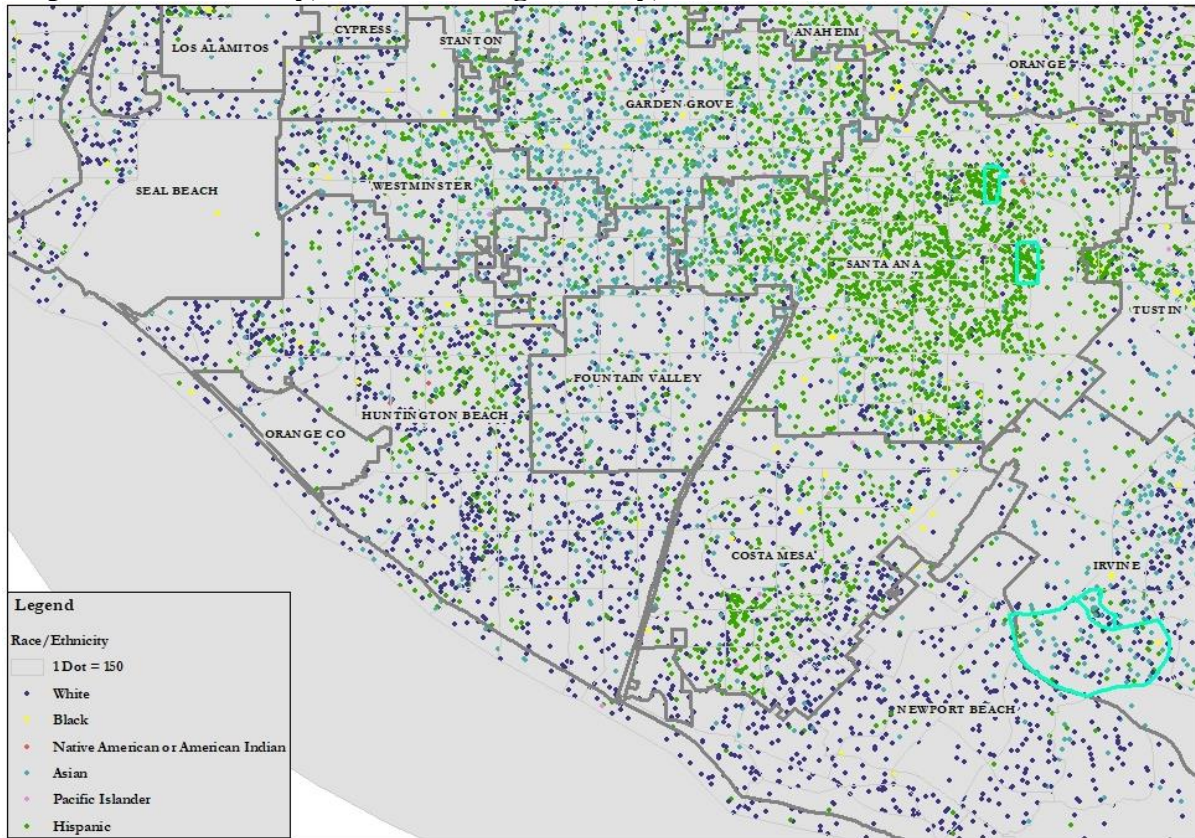 LOS ALAMITOS
CYPRESS
STANTON
ANAHEIM
ORANGE
GARDEN GROVE
SEAL BEACH
WESTMINSTER
SANTA ANA
TUSTIN
FOUNTAIN VALLEY
HUNTINGTON BEACH
ORANGE CO
COSTA MESA
IRVINE
NEWPORT BEACH
Legend
Race/Ethnicity
1 Dot = 150
White
Black
Native American or American Indian
Asian
Pacific Islander
Hispanic